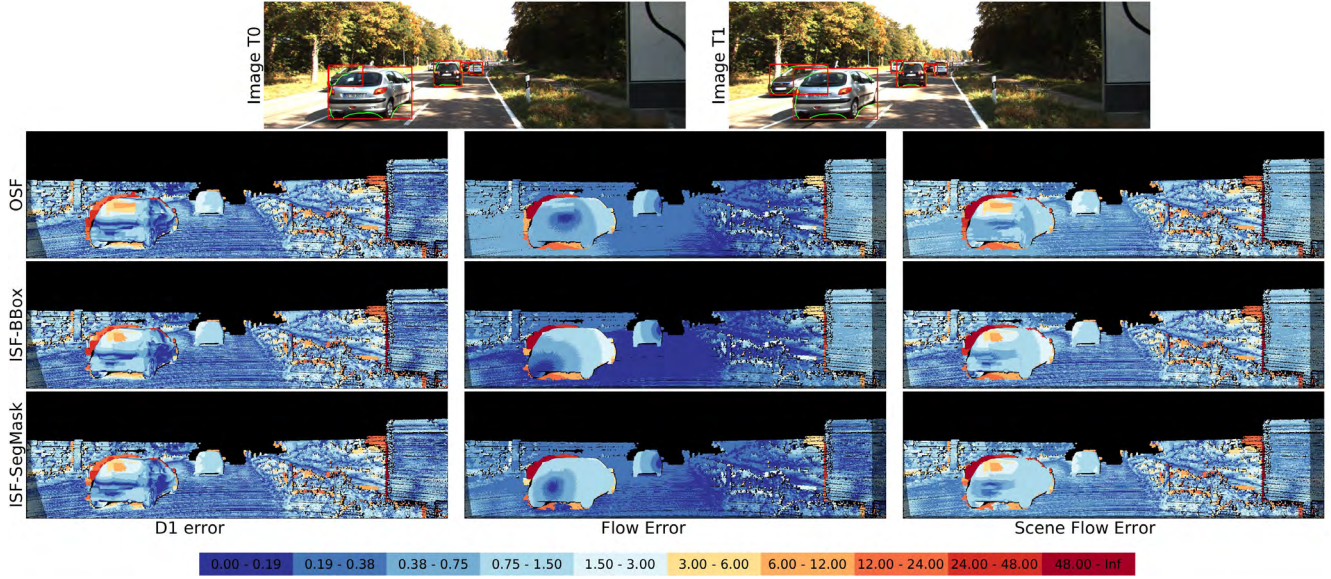 Image T0
Image T1
OSF
ISF-BBox
ISF-SegMask
D1 error
Flow Error
Scene Flow Error
0.00 - 0.19
0.19 - 0.38
0.38 - 0.75
0.75 - 1.50
1.50 - 3.00
3.00 - 6.00
6.00 - 12.00
12.00 - 24.00
24.00 - 48.00
48.00 - Inf